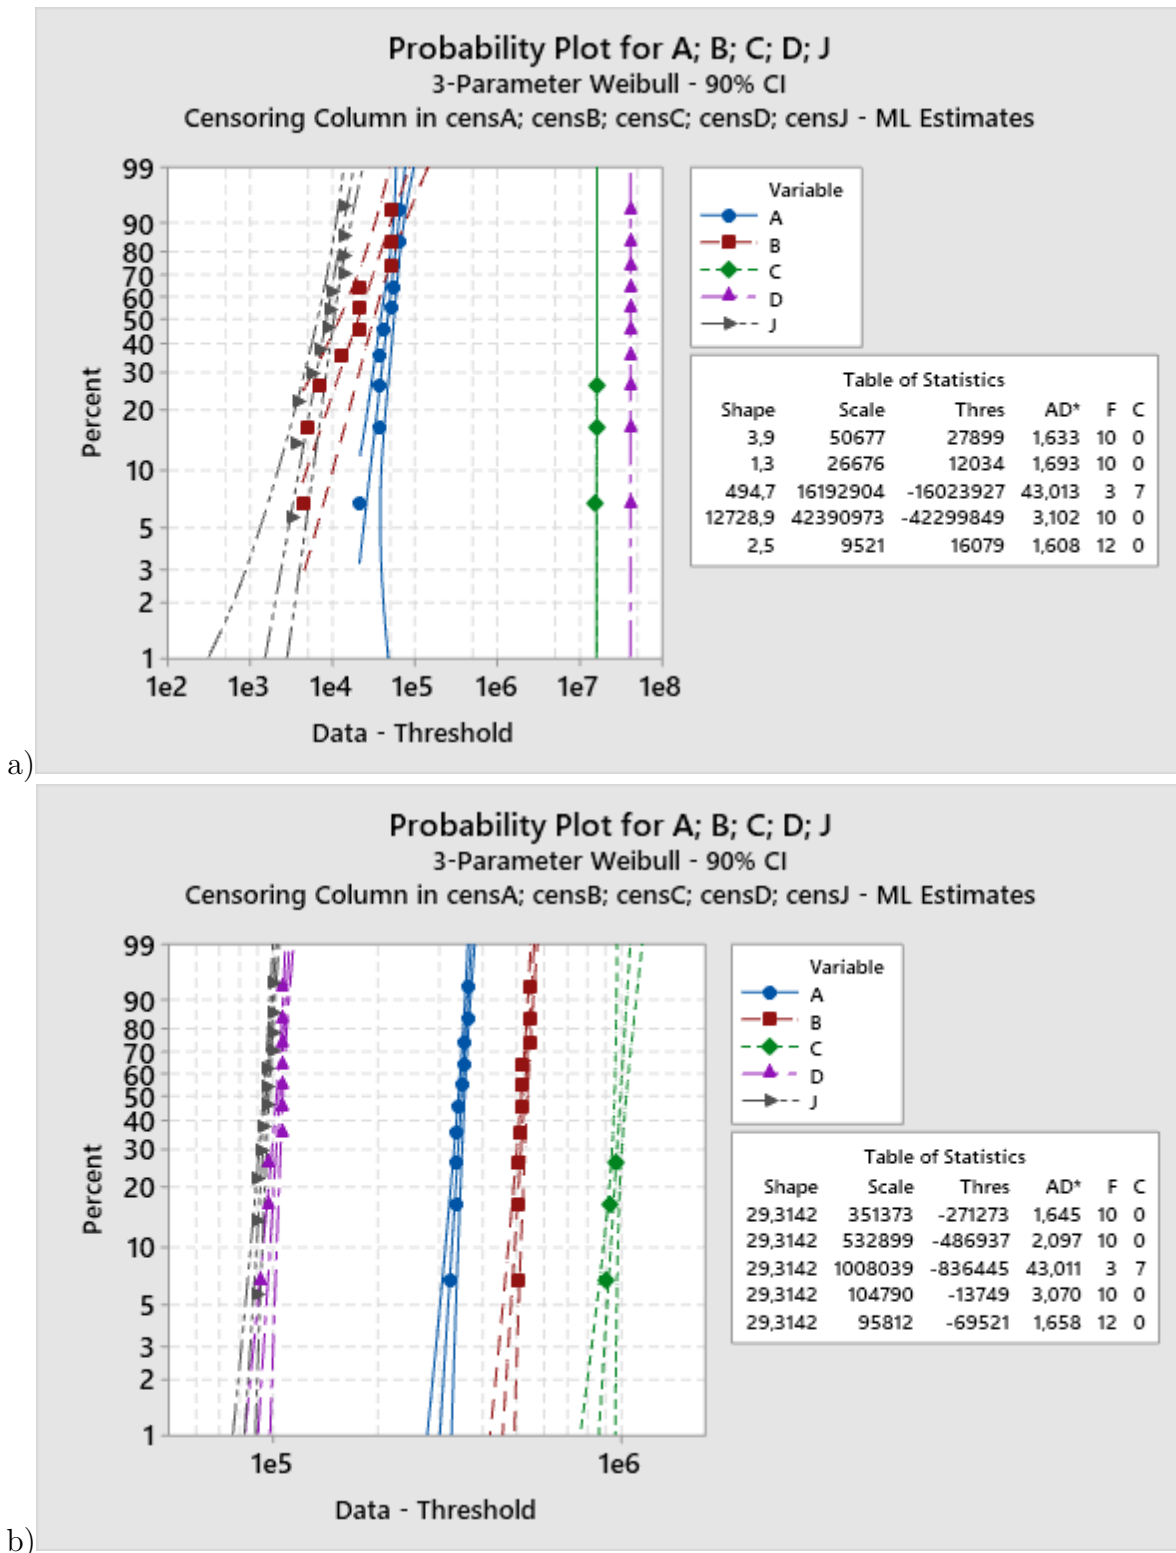 Probability Plot for A; B; C; D; J
3-Parameter Weibull - 90% CI
Censoring Column in censA; censB; censC; censD; censJ - ML Estimates
99
90
80
70
60
50
40
30
20
10
5
3
2
1
Percent
1e2 1e3 1e4 1e5 1e6 1e7 1e8
Data - Threshold
Variable
A
B
C
D
J
Table of Statistics
Shape Scale Thres AD* F C
3,9 50677 27899 1,633 10 0
1,3 26676 12034 1,693 10 0
494,7 16192904 -16023927 43,013 3 7
12728,9 42390973 -42299849 3,102 10 0
2,5 9521 16079 1,608 12 0
a)
Probability Plot for A; B; C; D; J
3-Parameter Weibull - 90% CI
Censoring Column in censA; censB; censC; censD; censJ - ML Estimates
99
90
80
70
60
50
40
30
20
10
5
3
2
1
Percent
1e5 1e6
Data - Threshold
Variable
A
B
C
D
J
Table of Statistics
Shape Scale Thres AD* F C
29,3142 351373 -271273 1,645 10 0
29,3142 532899 -486937 2,097 10 0
29,3142 1008039 -836445 43,011 3 7
29,3142 104790 -13749 3,070 10 0
29,3142 95812 -69521 1,658 12 0
b)